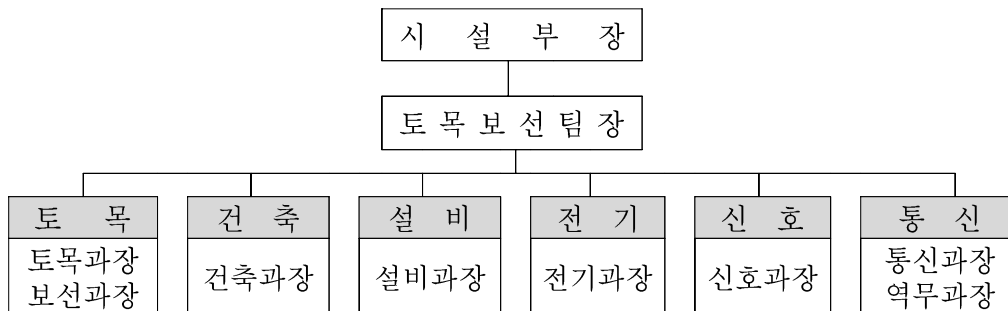 시 설 부 장
토 목 보 선 팀 장
토 목
토목과장
보선과장
건 축
건축과장
설 비
설비과장
전 기
전기과장
신 호
신호과장
통 신
통신과장
역무과장